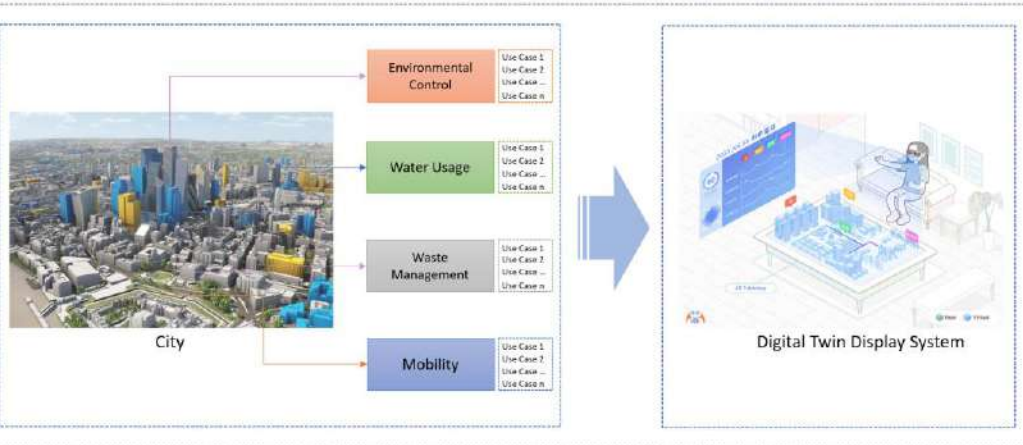 Environmental
Control
Use Case 1
Use Case 2
Use Case ...
Use Case n
Water Usage
Use Case 1
Use Case 2
Use Case ...
Use Case n
Waste
Management
Use Case 1
Use Case 2
Use Case ...
Use Case n
Mobility
Use Case 1
Use Case 2
Use Case ...
Use Case n
City
Digital Twin Display System